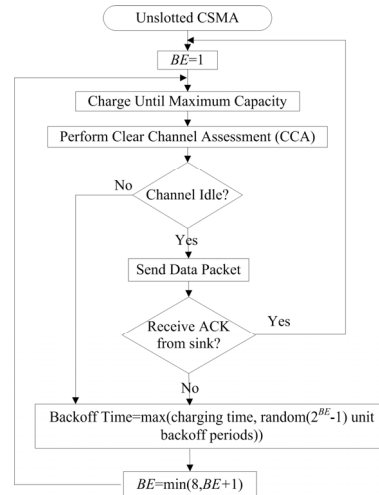 Unslotted CSMA
BE=1
Charge Until Maximum Capacity
Perform Clear Channel Assessment (CCA)
No
Channel Idle?
Yes
Send Data Packet
Receive ACK
from sink?
Yes
No
Backoff Time=max(charging time, random(2^BE-1) unit
backoff periods))
BE=min(8,BE+1)